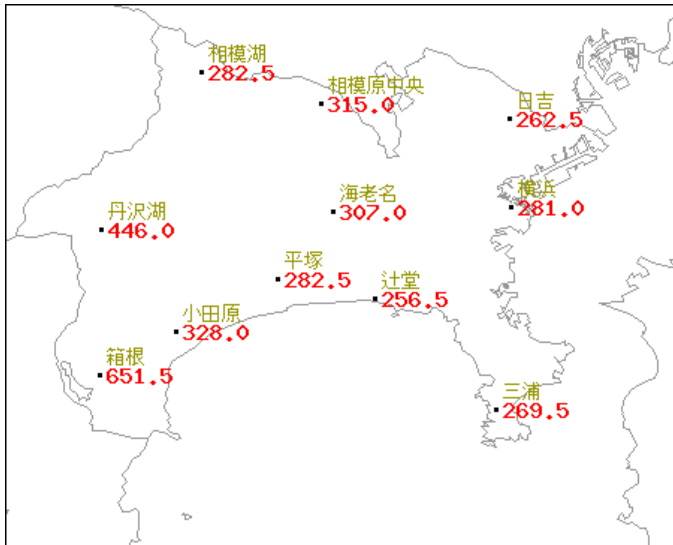 相模湖
282.5
相模原中央
315.0
日吉
262.5
海老名
307.0
横浜
281.0
丹沢湖
446.0
平塚
282.5
辻堂
256.5
小田原
328.0
箱根
651.5
三浦
269.5